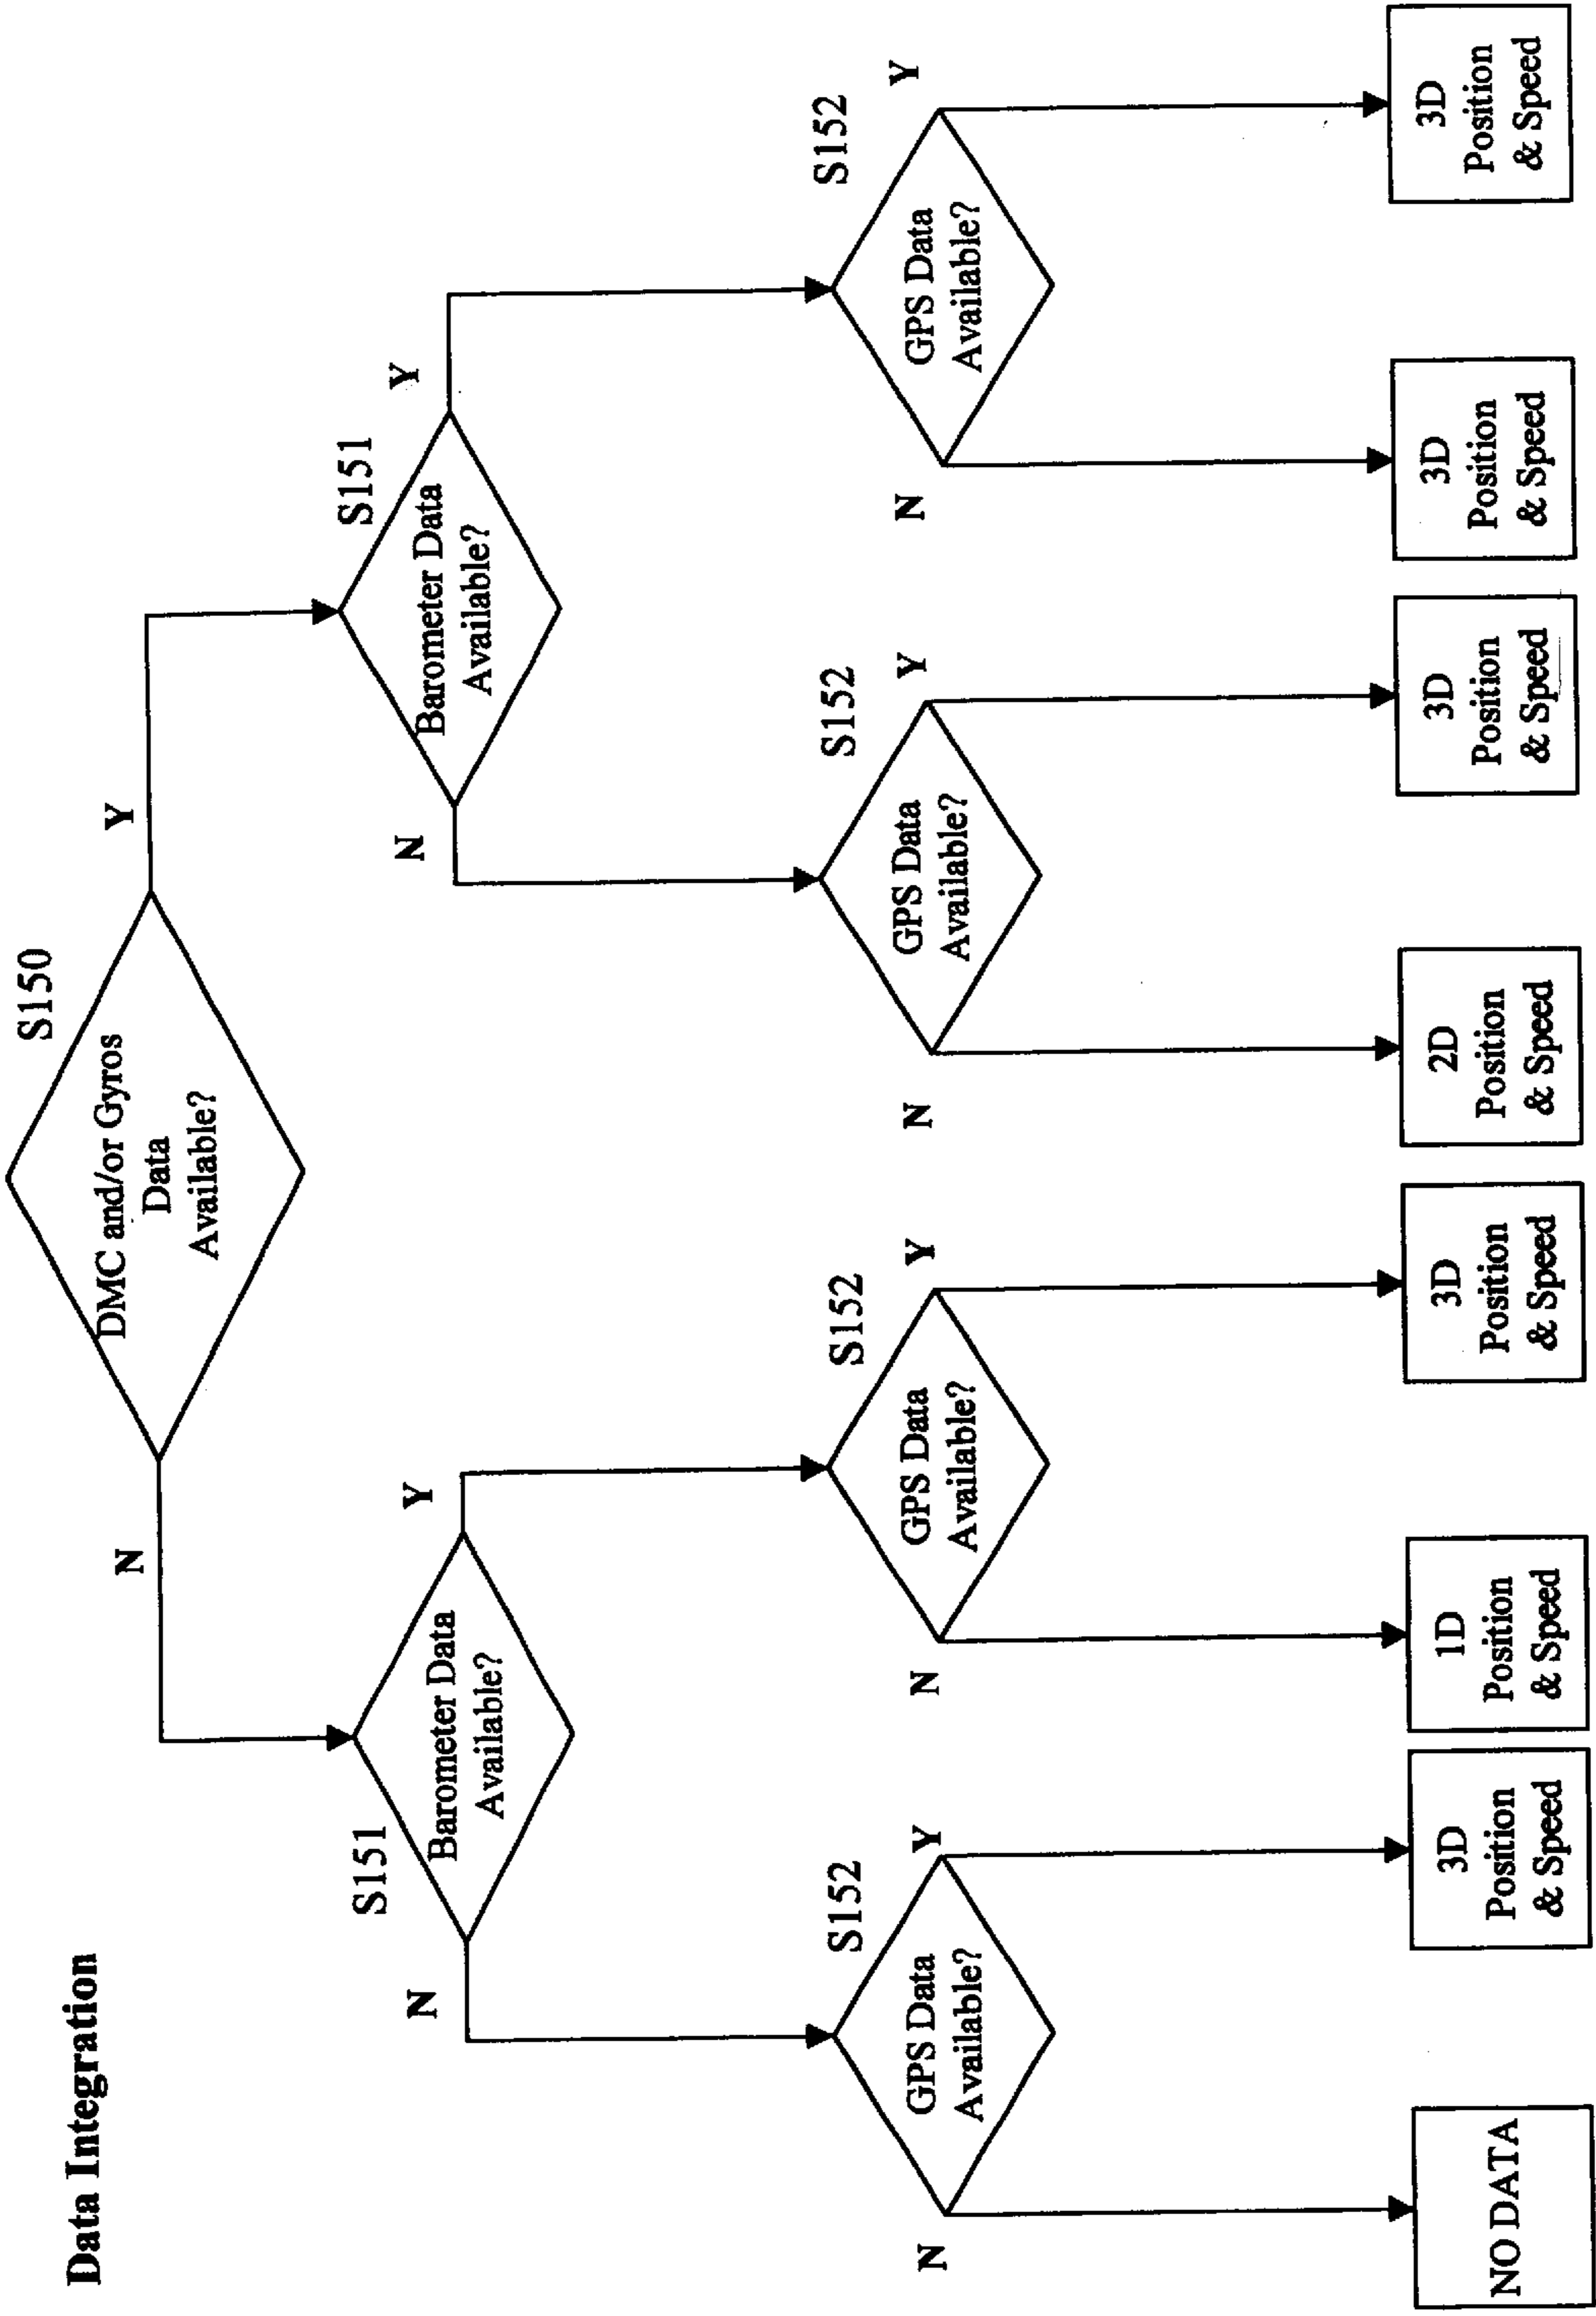 Data Integration
S150
DMC and/or Gyros
Data
Available?
N
Y
S151
Barometer Data
Available?
N
Y
S151
Barometer Data
Available?
N
Y
S152
GPS Data
Available?
N
Y
S152
GPS Data
Available?
N
Y
S152
GPS Data
Available?
N
Y
S152
GPS Data
Available?
N
Y
NO DATA
3D
Position
& Speed
1D
Position
& Speed
3D
Position
& Speed
2D
Position
& Speed
3D
Position
& Speed
3D
Position
& Speed
3D
Position
& Speed